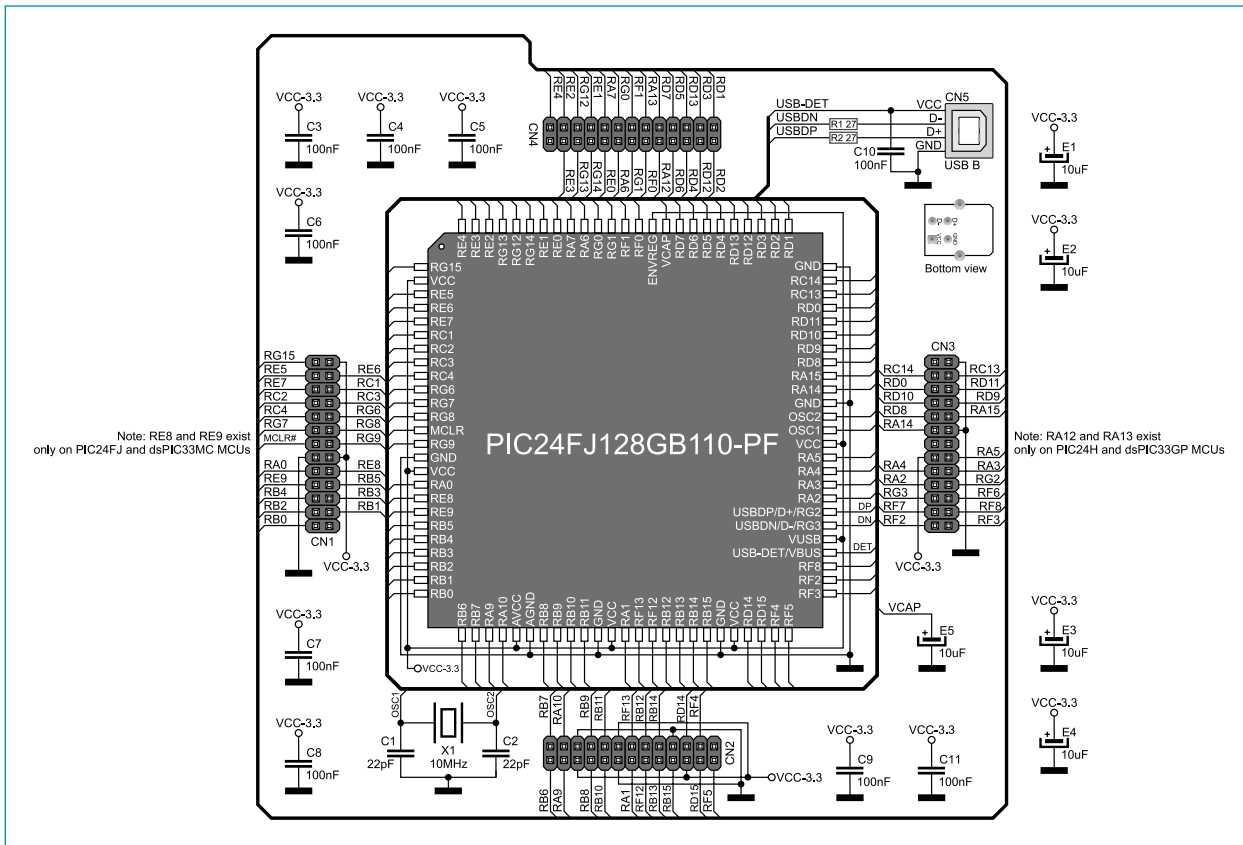 RE4
RE2
RG12
RE1
RA7
RG0
RF1
RA13
RD7
RD5
RD13
RD3
RD1
CN4
RE3
RG13
RG14
RE0
RA6
RG1
RF0
RA12
RD6
RD4
RD12
RD2
VCC-3.3
C3
100nF
VCC-3.3
C4
100nF
VCC-3.3
C5
100nF
VCC-3.3
C6
100nF
USB-DET
USBDN
USBDP
R1 27
R2 27
C10
100nF
CN5
VCC
D-
D+
GND
USB B
D-
D+
VCC
GND
Bottom view
VCC-3.3
E1
10uF
VCC-3.3
E2
10uF
RE4
RE3
RE2
RG13
RG12
RG14
RE1
RE0
RA7
RA6
RG0
RG1
RF1
RF0
ENVREG
VCAP
RD7
RD6
RD5
RD4
RD13
RD12
RD3
RD2
RD1
RG15
VCC
RE5
RE6
RE7
RC1
RC2
RC3
RC4
RG6
RG7
RG8
MCLR
RG9
GND
VCC
RA0
RE8
RE9
RB5
RB4
RB3
RB2
RB1
RB0
PIC24FJ128GB110-PF
GND
RC14
RC13
RD0
RD11
RD10
RD9
RD8
RA15
RA14
GND
OSC2
OSC1
VCC
RA5
RA4
RA3
RA2
USBDP/D+/RG2
USBDN/D-/RG3
VUSB
USB-DET/VBUS
RF8
RF2
RF3
DP
DN
DET
RB6
RB7
RA9
RA10
AVCC
AGND
RB8
RB9
RB10
RB11
GND
VCC
RA1
RF13
RF12
RB12
RB13
RB14
RB15
GND
VCC
RD14
RD15
RF4
RF5
RG15
RE5
RE7
RC2
RC4
RG7
MCLR#
RA0
RE9
RB4
RB2
RB0
RE6
RC1
RC3
RG6
RG8
RG9
RE8
RB5
RB3
RB1
CN1
VCC-3.3
Note: RE8 and RE9 exist
only on PIC24FJ and dsPIC33MC MCUs
CN3
RC14
RD0
RD10
RD8
RA14
RA4
RA2
RG3
RF7
RF2
RC13
RD11
RD9
RA15
RA5
RA3
RG2
RF6
RF8
RF3
VCC-3.3
Note: RA12 and RA13 exist
only on PIC24H and dsPIC33GP MCUs
VCC-3.3
C7
100nF
VCC-3.3
C8
100nF
VCC-3.3
OSC1
OSC2
C1
22pF
X1
10MHz
C2
22pF
RB7
RA10
RB9
RB11
RF13
RB12
RB14
RD14
RF4
CN2
VCC-3.3
RB6
RA9
RB8
RB10
RA1
RF12
RB13
RB15
RD15
RF5
VCAP
E5
10uF
VCC-3.3
C9
100nF
VCC-3.3
C11
100nF
VCC-3.3
E3
10uF
VCC-3.3
E4
10uF